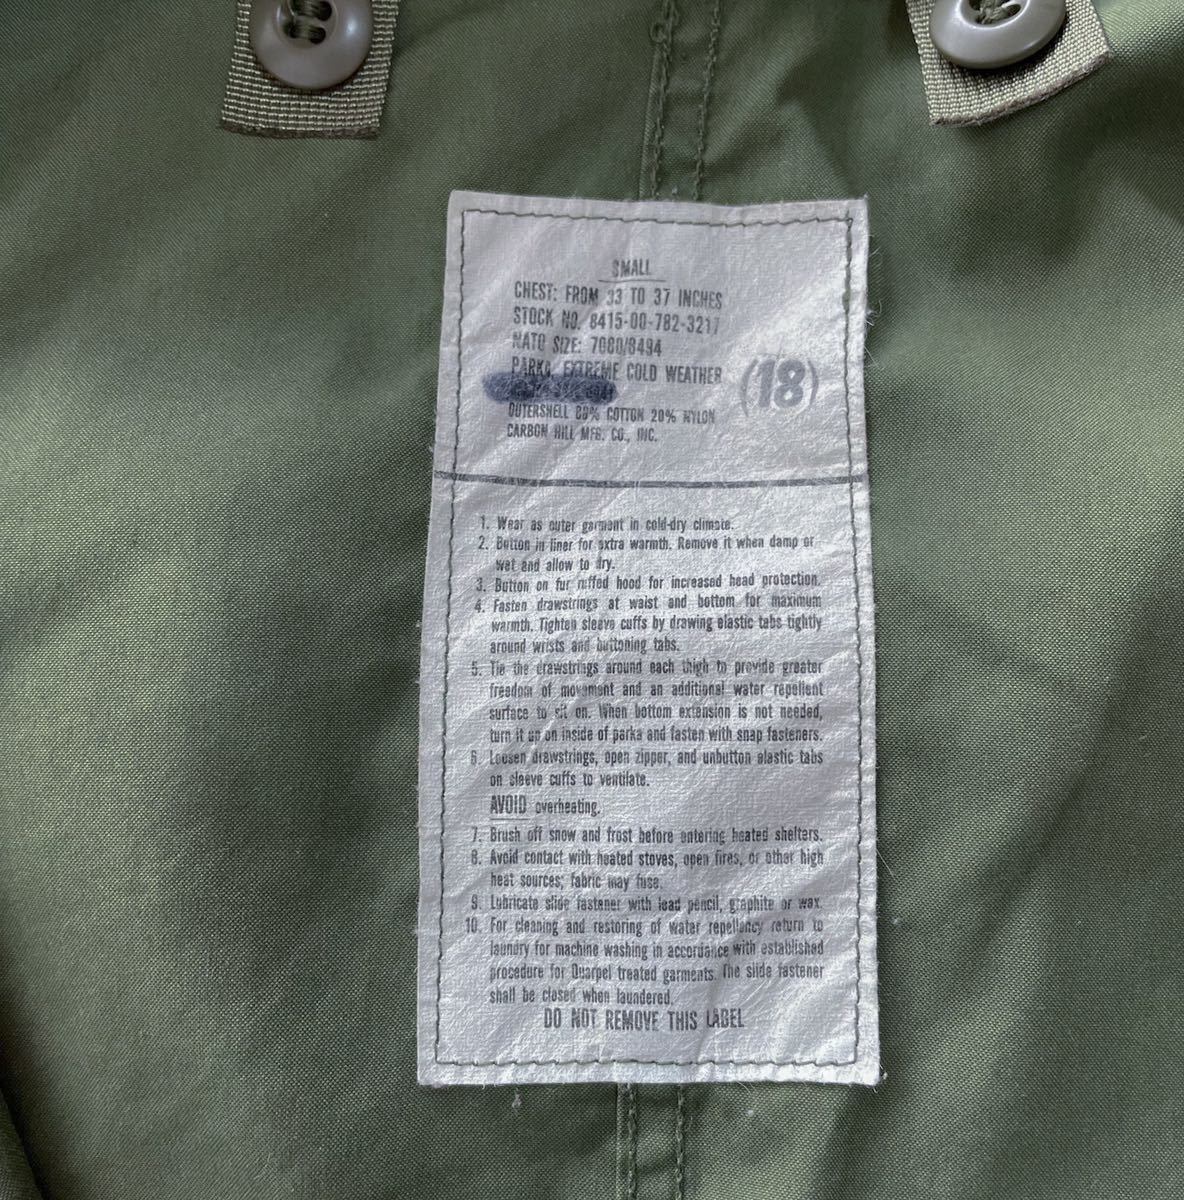 SMALL
CHEST: FROM 33 TO 37 INCHES
STOCK NO. 8415-00-782-3217
NATO SIZE: 7080/8494
PARKA, EXTREME COLD WEATHER
(18)
OUTERSHELL 80% COTTON 20% NYLON
CARBON HILL MFG. CO., INC.
1. Wear as outer garment in cold-dry climate.
2. Button in liner for extra warmth. Remove it when damp or
wet and allow to dry.
3. Button on fur ruffed hood for increased head protection.
4. Fasten drawstrings at waist and bottom for maximum
warmth. Tighten sleeve cuffs by drawing elastic tabs tightly
around wrists and buttoning tabs.
5. Tie the drawstrings around each thigh to provide greater
freedom of movement and an additional water repellent
surface to sit on. When bottom extension is not needed,
turn it up on inside of parka and fasten with snap fasteners.
6. Loosen drawstrings, open zipper, and unbutton elastic tabs
on sleeve cuffs to ventilate.
AVOID overheating.
7. Brush off snow and frost before entering heated shelters.
8. Avoid contact with heated stoves, open fires, or other high
heat sources; fabric may fuse.
9. Lubricate slide fastener with lead pencil, graphite or wax.
10. For cleaning and restoring of water repellency return to
laundry for machine washing in accordance with established
procedure for Quarpel treated garments. The slide fastener
shall be closed when laundered.
DO NOT REMOVE THIS LABEL